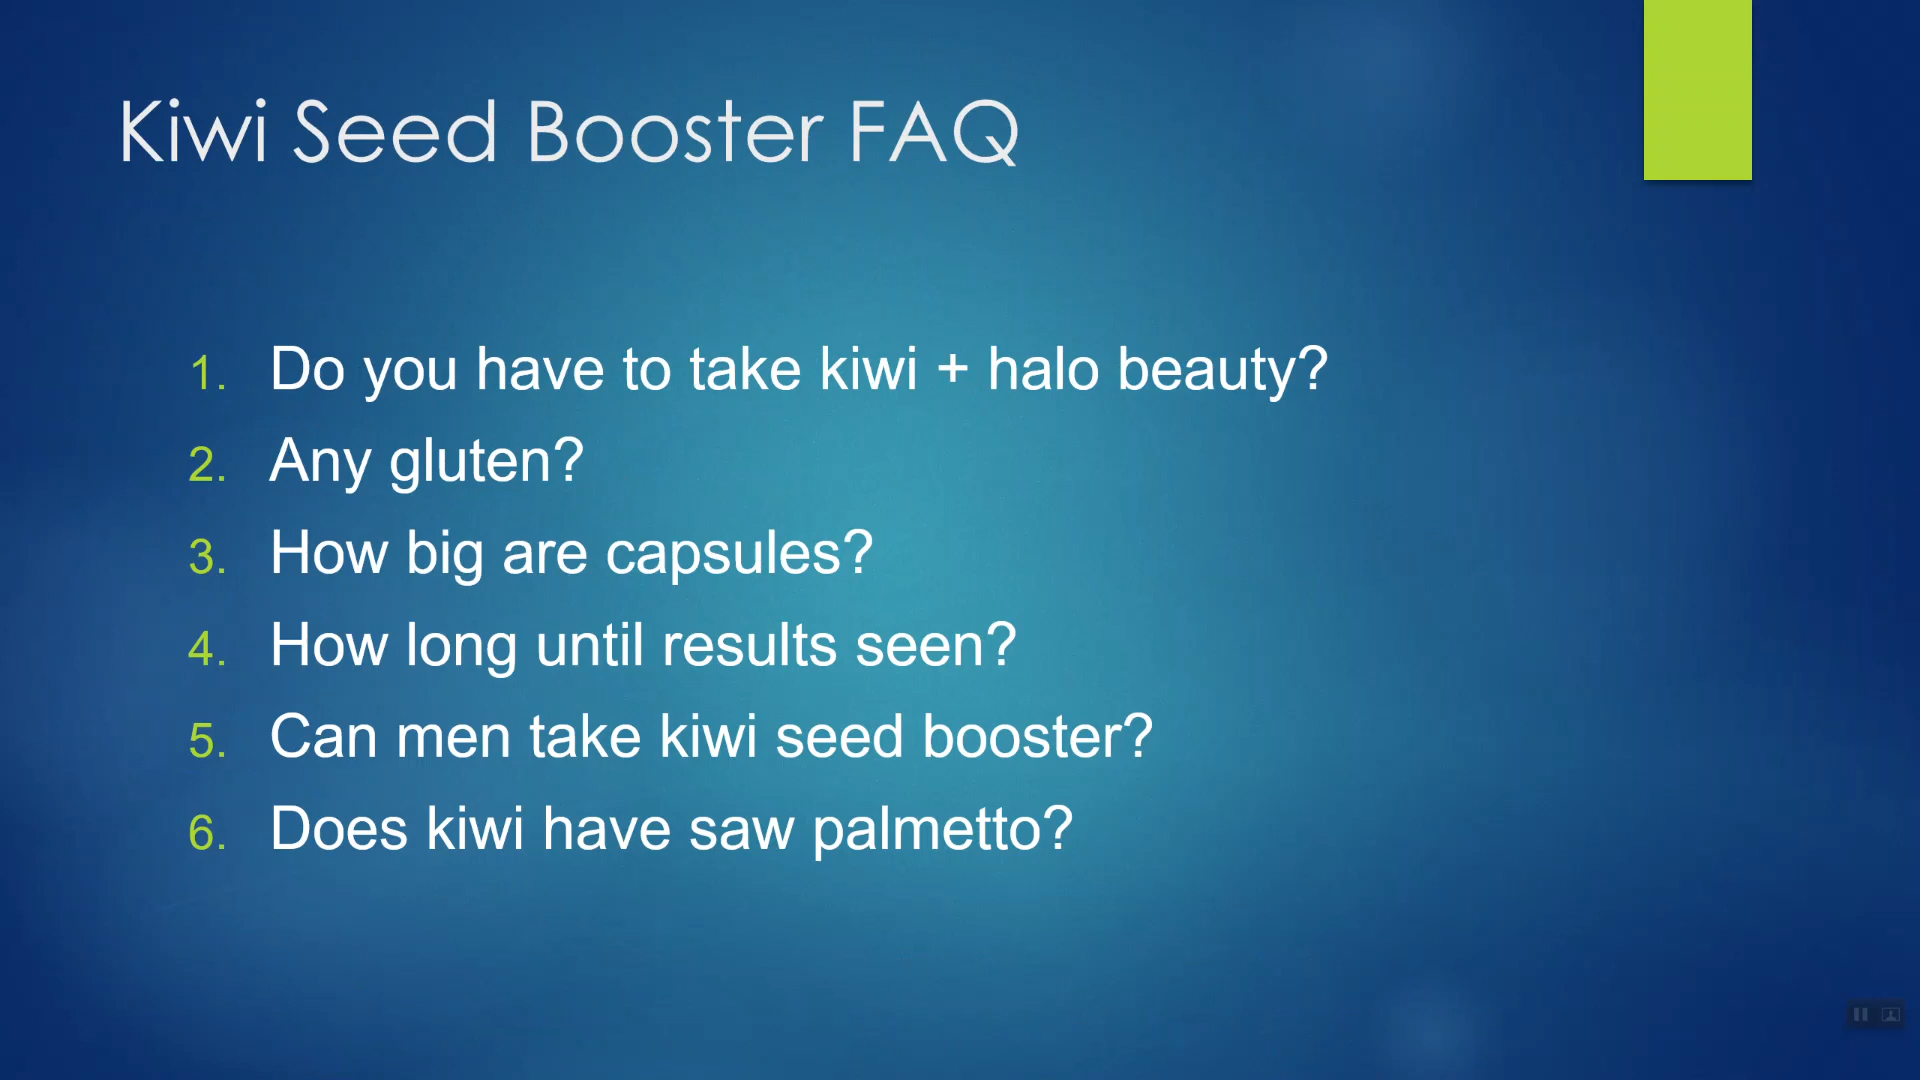 Kiwi Seed Booster FAQ
1. Do you have to take kiwi + halo beauty?
2. Any gluten?
3. How big are capsules?
4. How long until results seen?
5. Can men take kiwi seed booster?
6. Does kiwi have saw palmetto?